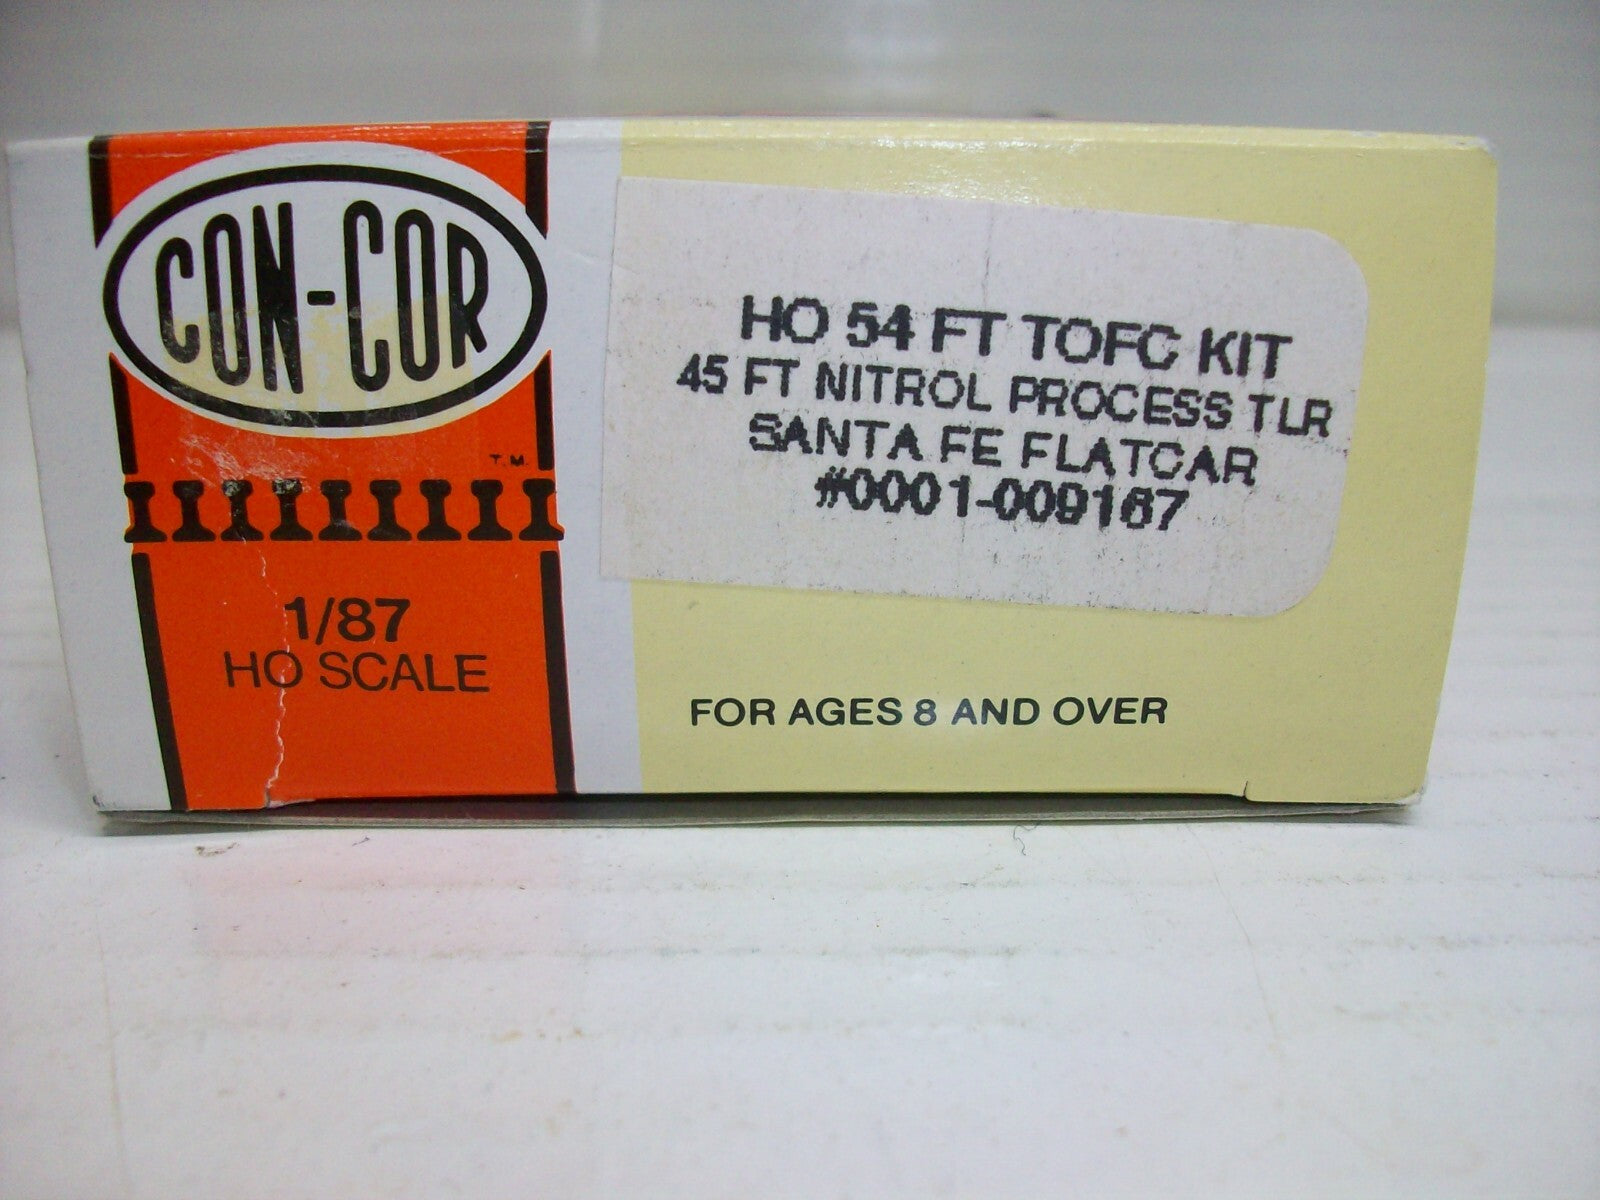 CON-COR
T.M.
1/87
HO SCALE
HO 54 FT TOFC KIT
45 FT NITROL PROCESS TLR
SANTA FE FLATCAR
#0001-009167
FOR AGES 8 AND OVER